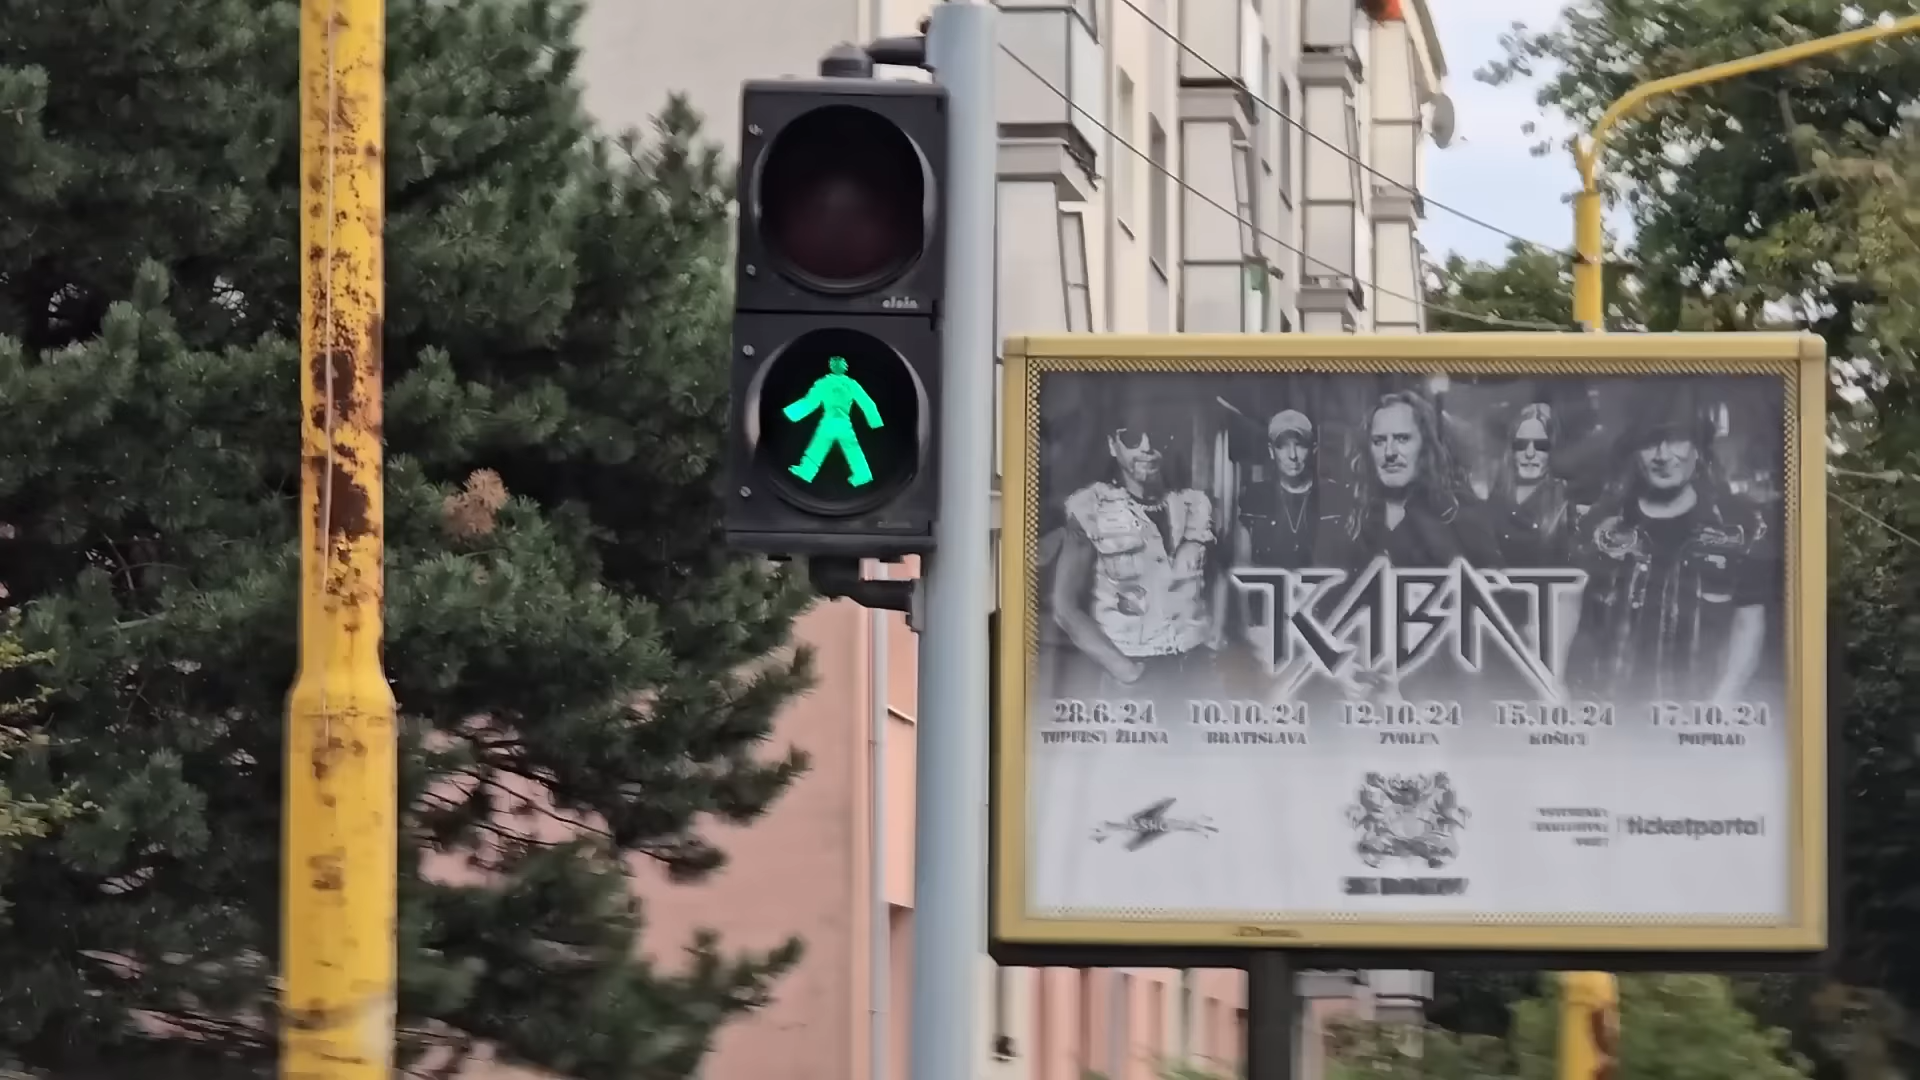 KABÁT
28.6.24 10.10.24 12.10.24 15.10.24 17.10.24
TOPFEST ŽILINA BRATISLAVA ZVOLEN KOŠICE POPRAD
ticketportal